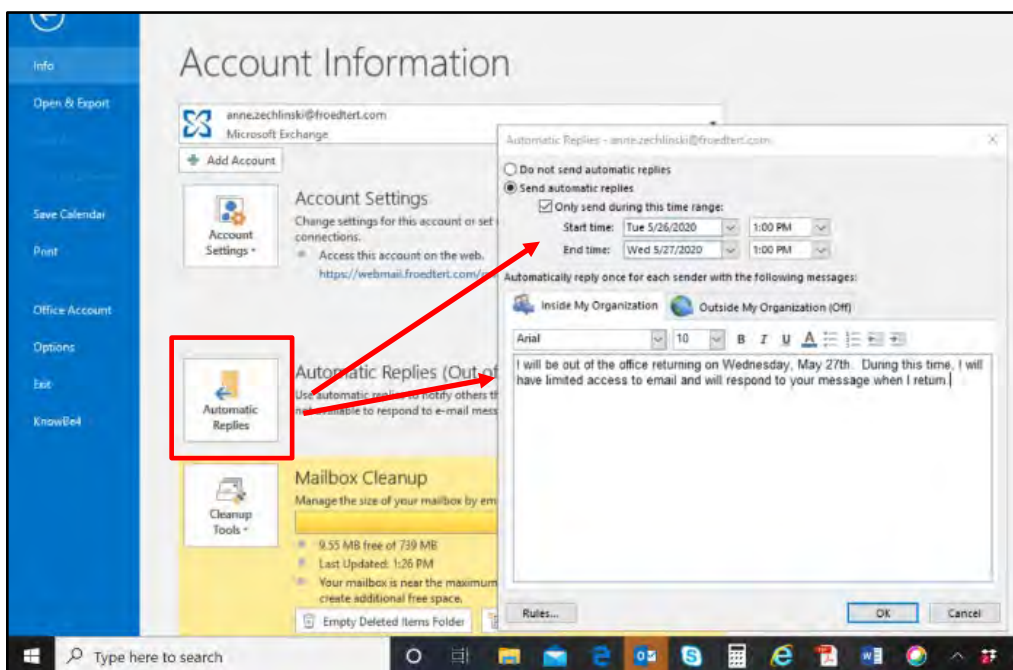 Info
Open & Export
Save Calendar
Print
Office Account
Options
Exit
KnowBe4
Account Information
anne.zechlinski@froedtert.com
Microsoft Exchange
Add Account
Account Settings
Account Settings
Change settings for this account or set
connections.
Access this account on the web.
https://webmail.froedtert.com/
Automatic Replies
Automatic Replies (Out of
Use automatic replies to notify others th
not available to respond to e-mail mess
Cleanup Tools
Mailbox Cleanup
Manage the size of your mailbox by em
9.55 MB free of 739 MB
Last Updated: 1:26 PM
Your mailbox is near the maximum
create additional free space.
Empty Deleted Items Folder
Automatic Replies - anne.zechlinski@froedtert.com
Do not send automatic replies
Send automatic replies
Only send during this time range:
Start time: Tue 5/26/2020 1:00 PM
End time: Wed 5/27/2020 1:00 PM
Automatically reply once for each sender with the following messages:
Inside My Organization Outside My Organization (Off)
Arial 10 B I U A
I will be out of the office returning on Wednesday, May 27th. During this time, I will
have limited access to email and will respond to your message when I return.
Rules... OK Cancel
Type here to search